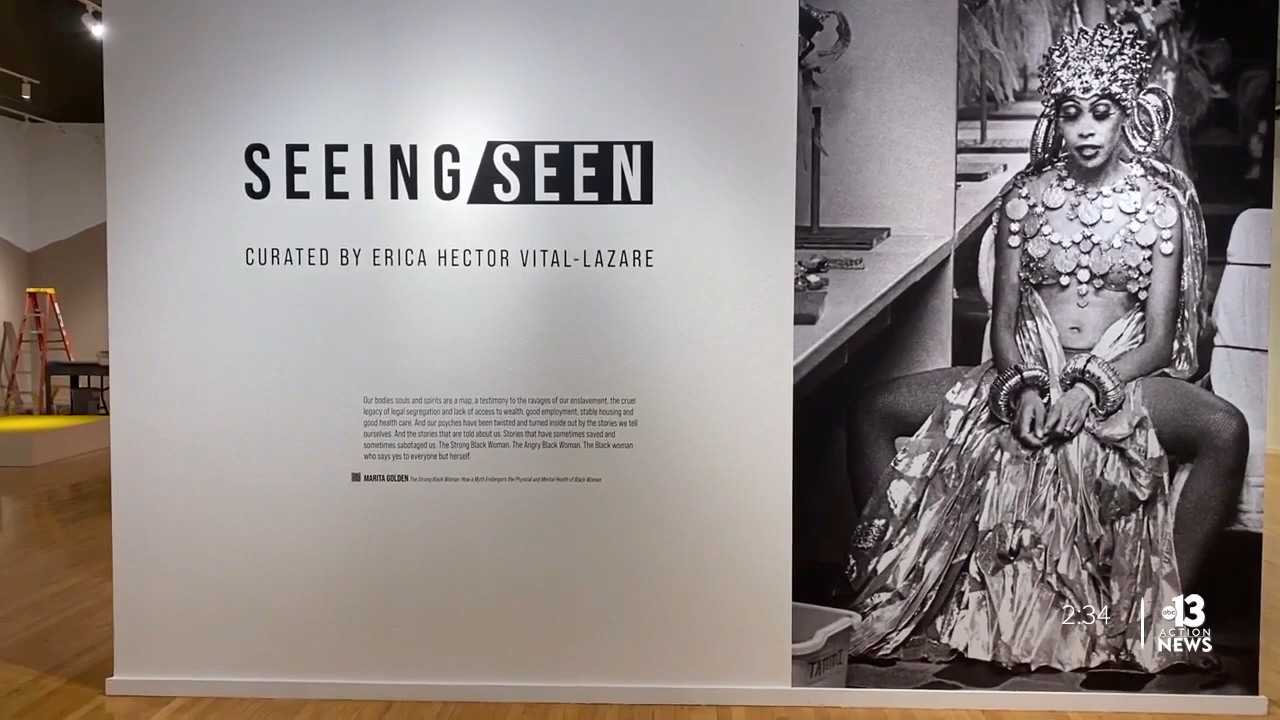 SEEING/SEEN
CURATED BY ERICA HECTOR VITAL-LAZARE
Our bodies souls and spirits are a map, a testimony to the ravages of our enslavement, the cruel
legacy of legal segregation and lack of access to wealth, good employment, stable housing and
good health care. And our psyches have been twisted and turned inside out by the stories we tell
ourselves. And the stories that are told about us. Stories that have sometimes saved and
sometimes sabotaged us. The Strong Black Woman. The Angry Black Woman. The Black woman
who says yes to everyone but herself.
MARITA GOLDEN The Strong Black Woman: How a Myth Endangers the Physical and Mental Health of Black Women
2:34
abc 13
ACTION
NEWS